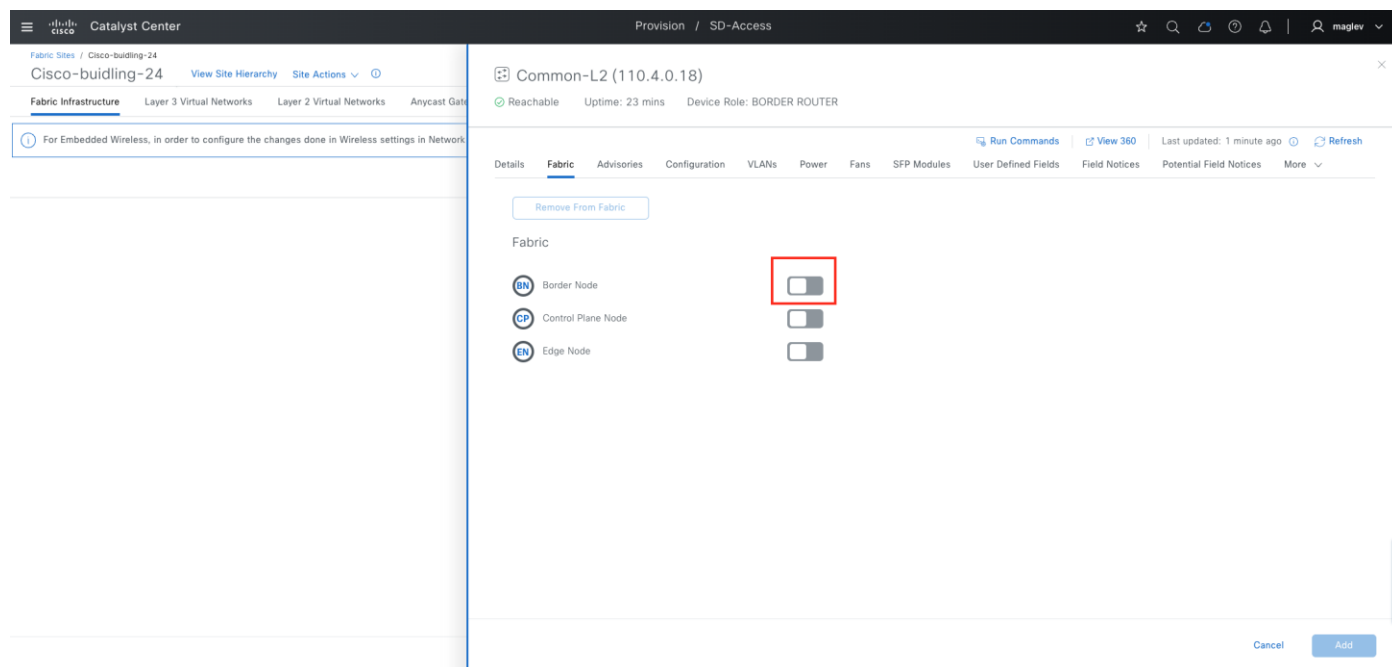 cisco Catalyst Center
Provision / SD-Access
maglev
Fabric Sites / Cisco-buidling-24
Cisco-buidling-24 View Site Hierarchy Site Actions
Fabric Infrastructure Layer 3 Virtual Networks Layer 2 Virtual Networks Anycast Gate
For Embedded Wireless, in order to configure the changes done in Wireless settings in Network
Common-L2 (110.4.0.18)
Reachable Uptime: 23 mins Device Role: BORDER ROUTER
Run Commands View 360 Last updated: 1 minute ago Refresh
Details Fabric Advisories Configuration VLANs Power Fans SFP Modules User Defined Fields Field Notices Potential Field Notices More
Remove From Fabric
Fabric
BN Border Node
CP Control Plane Node
EN Edge Node
Cancel Add